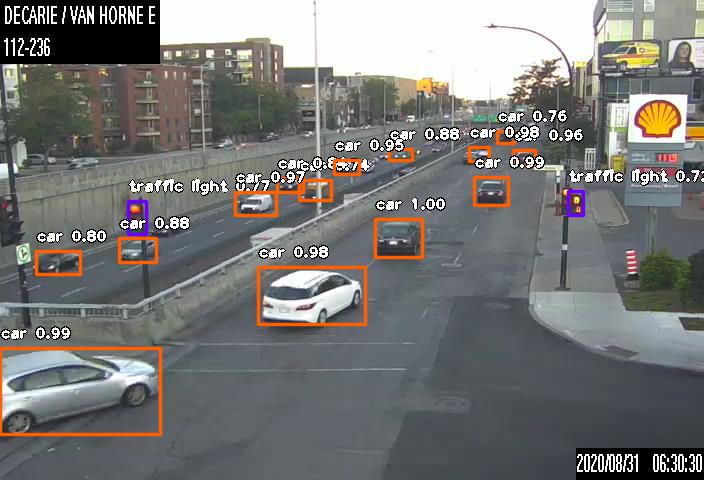 DECARIE / VAN HORNE E
112-236
car 0.76
car 0.88
car 0.98
0.96
car 0.95
car 0.99
car 0.97
traffic light 0.77
traffic light 0.73
car 1.00
car 0.88
car 0.80
car 0.98
car 0.99
2020/08/31 06:30:30